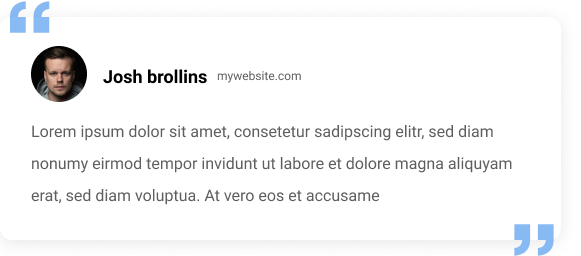 Josh brollins mywebsite.com
Lorem ipsum dolor sit amet, consetetur sadipscing elitr, sed diam
nonumy eirmod tempor invidunt ut labore et dolore magna aliquyam
erat, sed diam voluptua. At vero eos et accusame